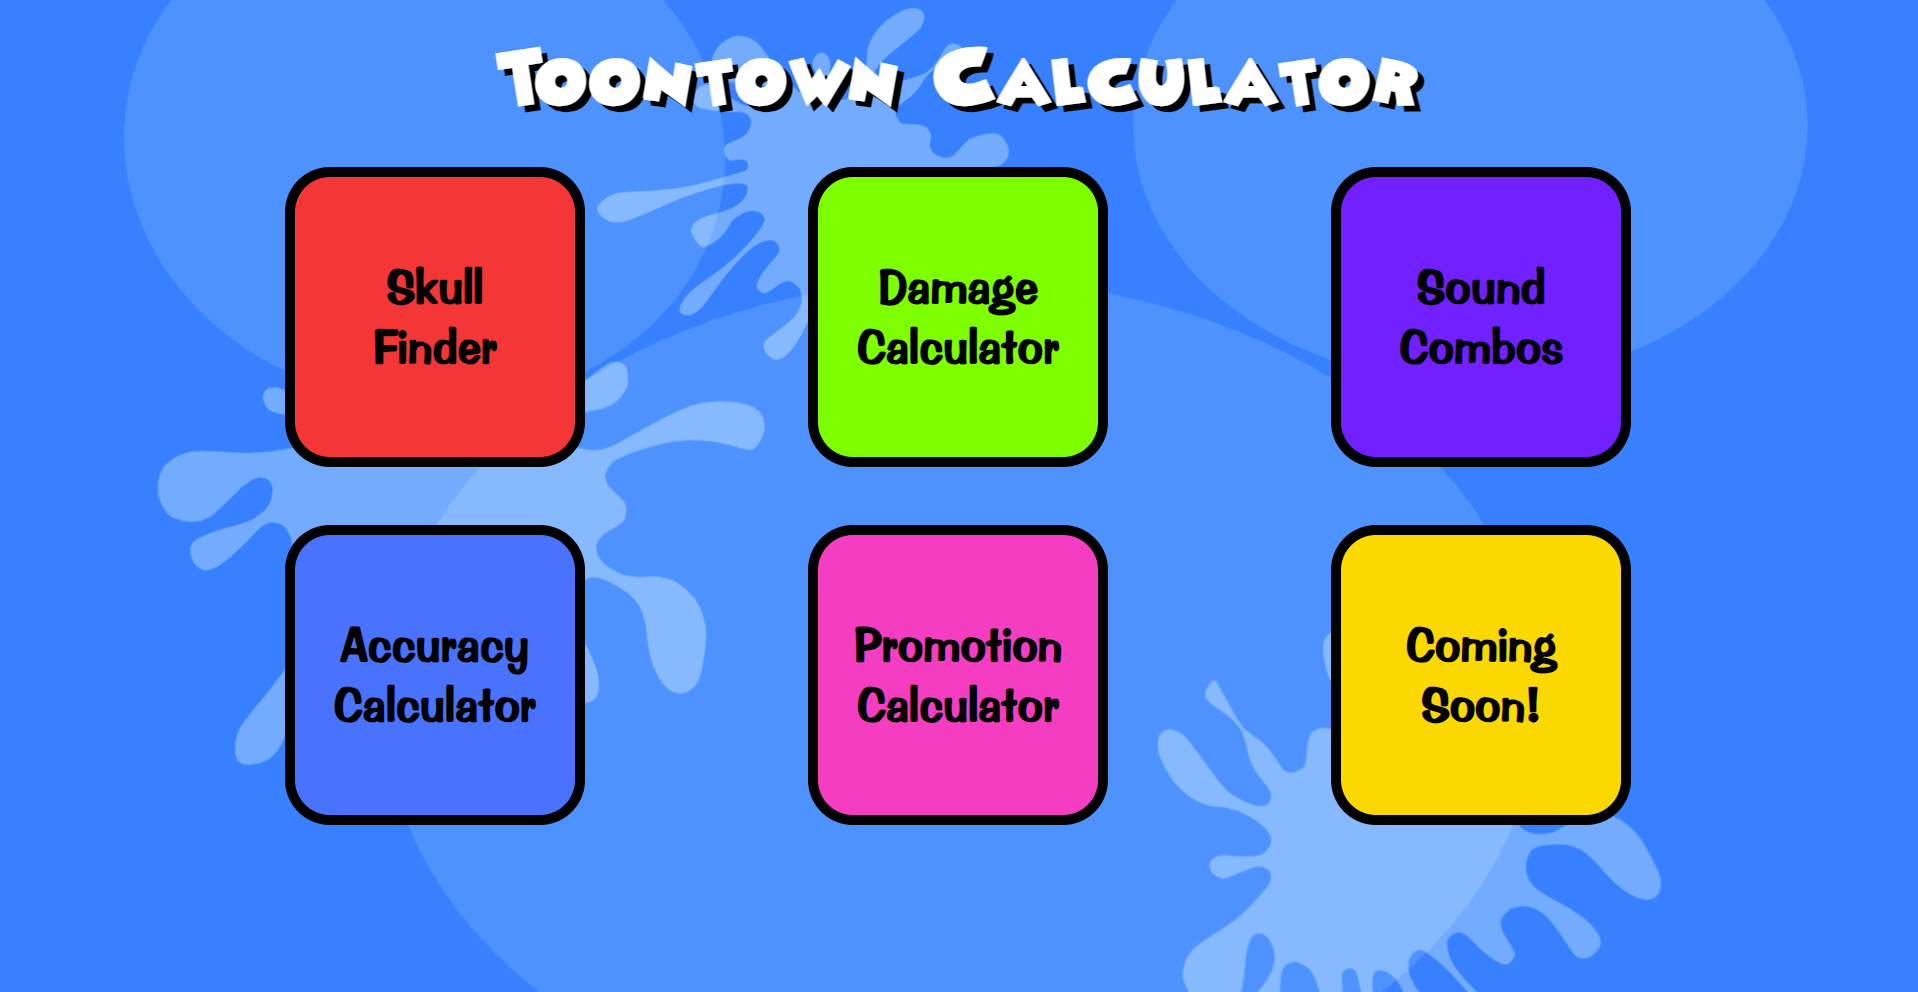 Toontown Calculator
Skull
Finder
Damage
Calculator
Sound
Combos
Accuracy
Calculator
Promotion
Calculator
Coming
Soon!